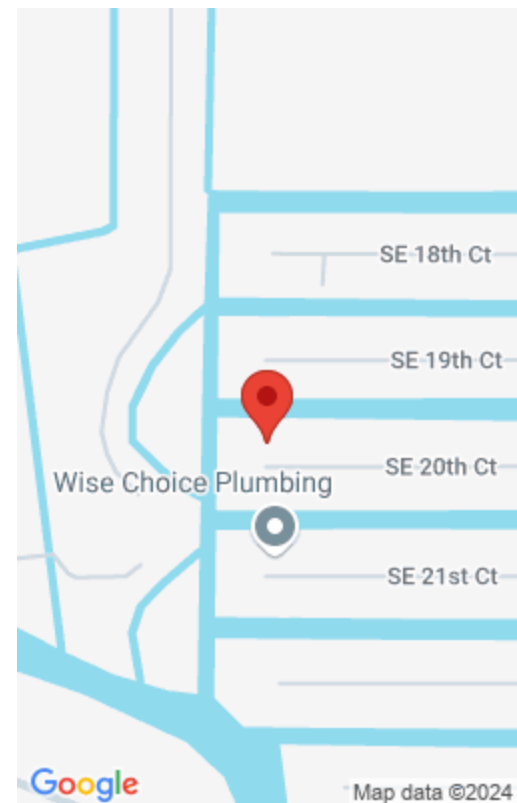 SE 18th Ct
SE 19th Ct
SE 20th Ct
Wise Choice Plumbing
SE 21st Ct
Google
Map data ©2024